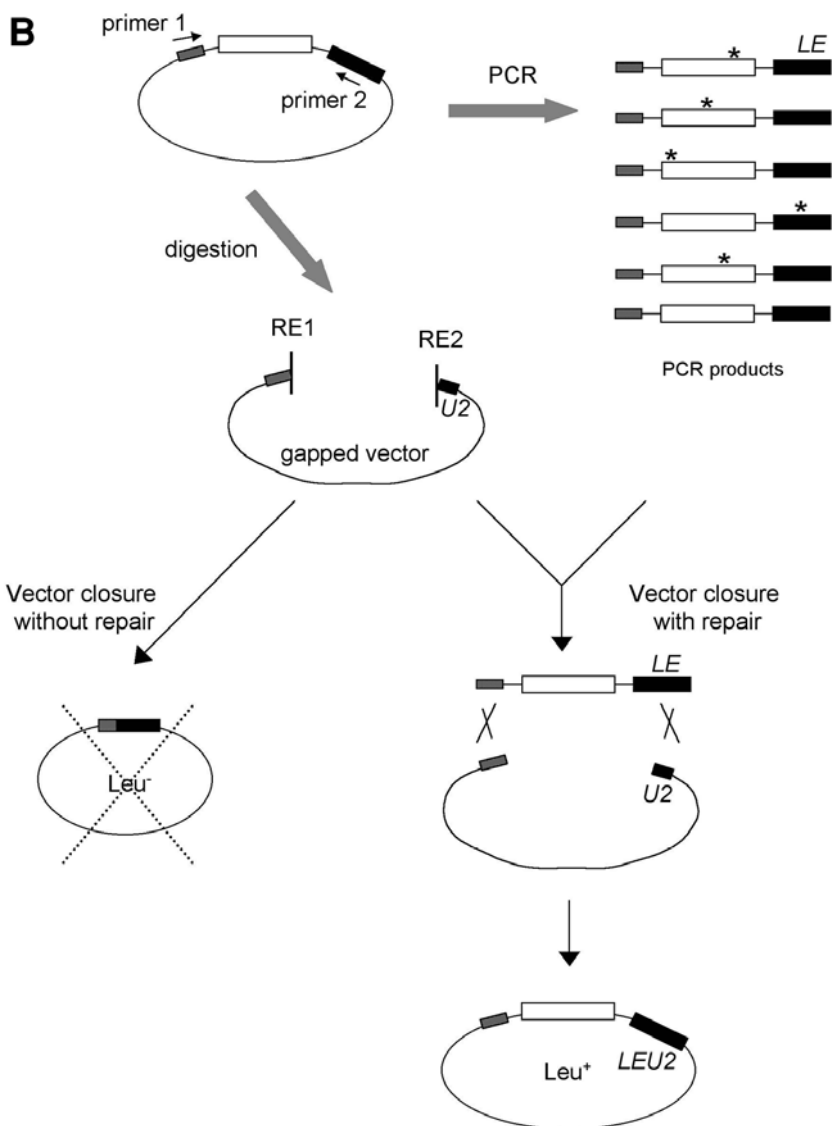 B
primer 1
primer 2
PCR
LE
*
*
*
*
*
PCR products
digestion
RE1
RE2
U2
gapped vector
Vector closure
without repair
Vector closure
with repair
Leu⁻
LE
U2
Leu⁺
LEU2